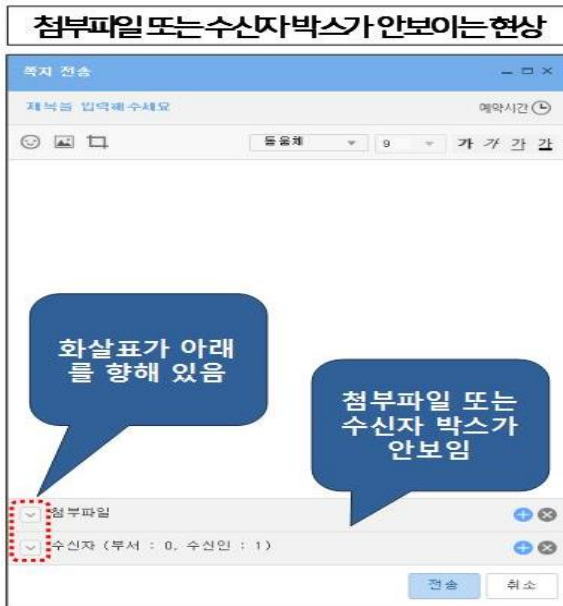 첨부파일 또는 수신자 박스가 안보이는 현상
쪽지 전송
제목을 입력해주세요 예약시간
돋움체 9 가 가 가 가
화살표가 아래
를 향해 있음
첨부파일 또는
수신자 박스가
안보임
첨부파일
수신자 (부서 : 0, 수신인 : 1)
전송 취소